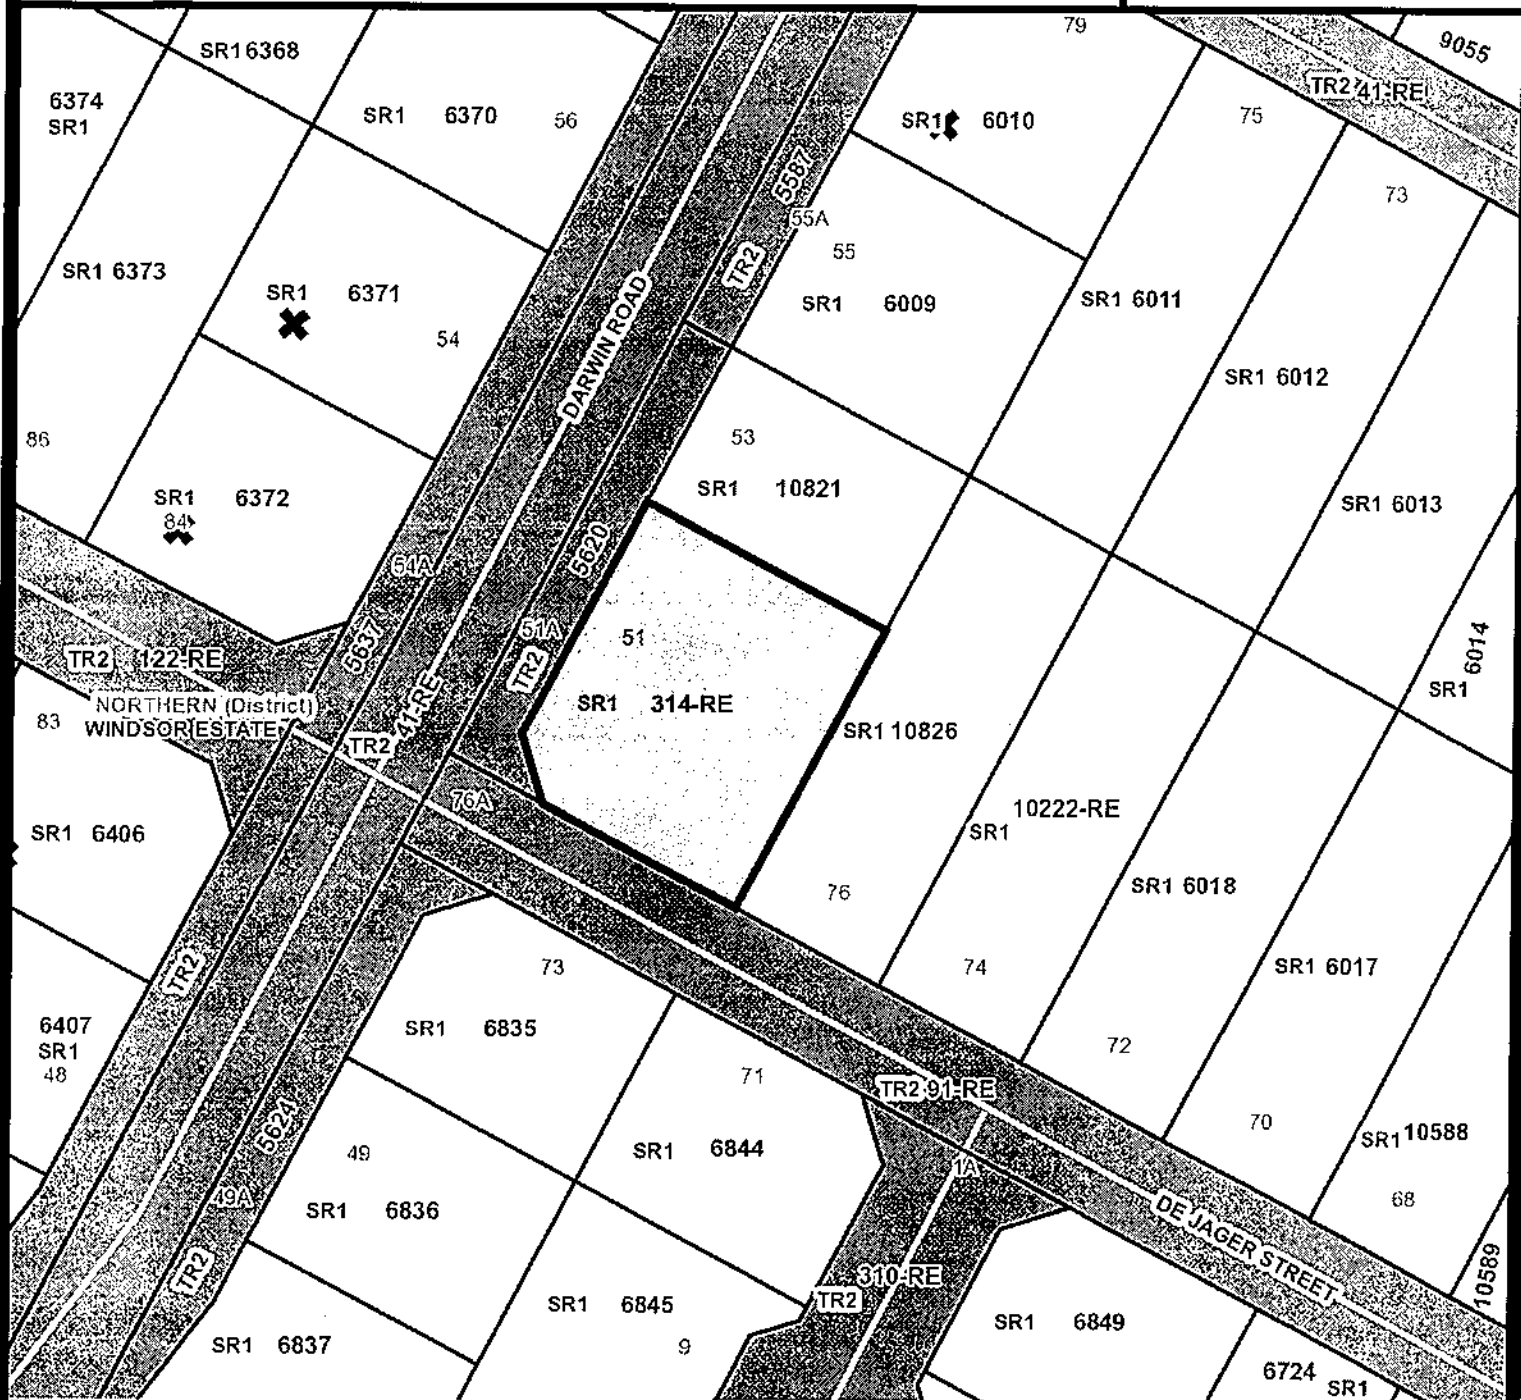 79
9055
SR1 6368
TR2 41-RE
6374
SR1
SR1 6370 56
SR1 6010
75
5587
73
55A
55
TR2
SR1 6373
SR1 6371
SR1 6009
SR1 6011
54
DARWIN ROAD
SR1 6012
86
53
SR1 6372
84
SR1 10821
SR1 6013
5620
54A
51A
51
5637
TR2 122-RE
TR2
6014
SR1
NORTHERN (District)
WINDSOR ESTATE
83
41-RE
SR1 314-RE
TR2
SR1 10826
76A
SR1 6406
10222-RE
SR1
76
SR1 6018
TR2
73
74
SR1 6017
6407
SR1
48
SR1 6835
72
71
TR2 91-RE
5624
49
SR1 6844
70
SR1 10588
1A
49A
SR1 6836
68
DE JAGER STREET
TR2
310-RE
TR2
10589
SR1 6845
SR1 6849
SR1 6837
9
6724
SR1